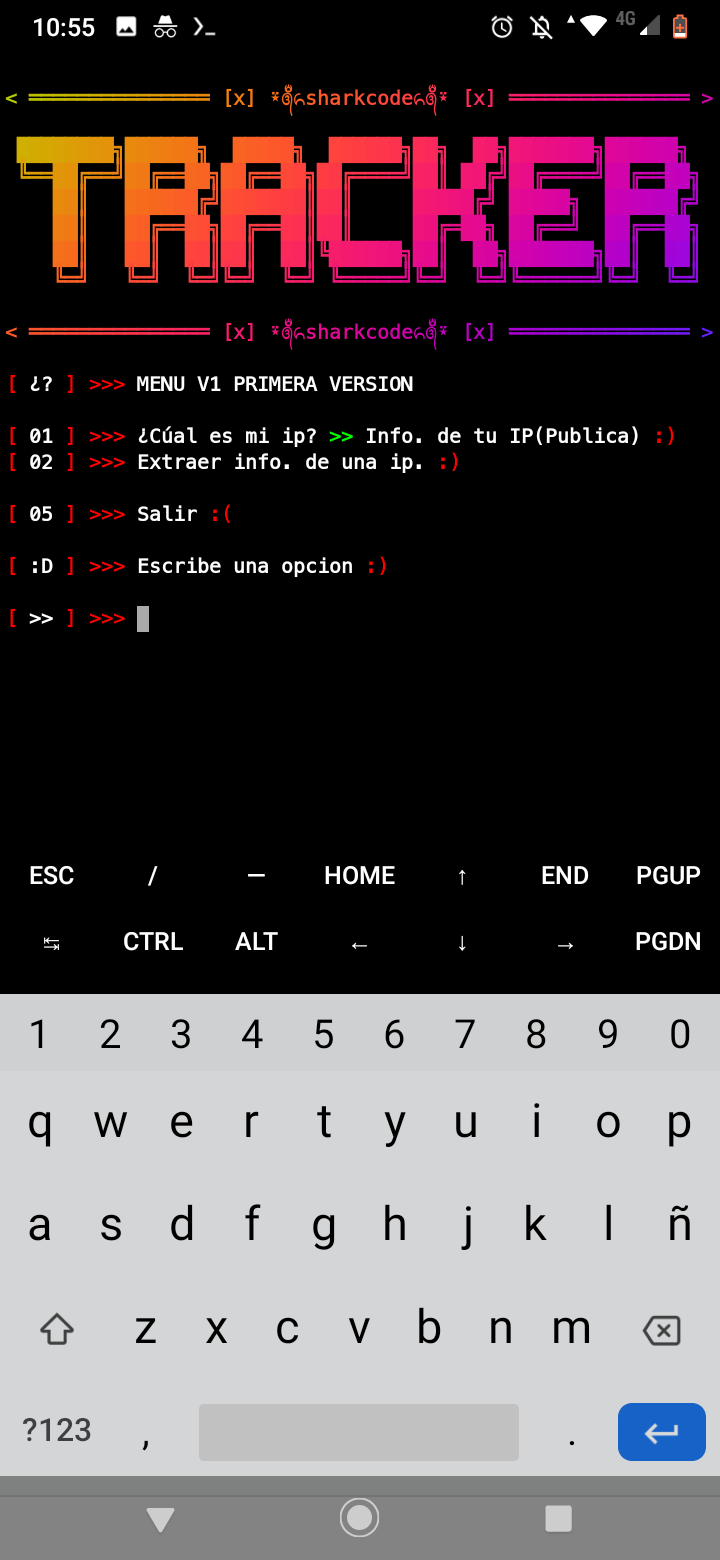 10:55 4G
< ══════════════ [x] sharkcode [x] ══════════════ >
TRACKER
< ══════════════ [x] sharkcode [x] ══════════════ >
[ ¿? ] >>> MENU V1 PRIMERA VERSION
[ 01 ] >>> ¿Cúal es mi ip? >> Info. de tu IP(Publica) :)
[ 02 ] >>> Extraer info. de una ip. :)
[ 05 ] >>> Salir :(
[ :D ] >>> Escribe una opcion :)
[ >> ] >>>
ESC / — HOME ↑ END PGUP
↹ CTRL ALT ← ↓ → PGDN
1 2 3 4 5 6 7 8 9 0
q w e r t y u i o p
a s d f g h j k l ñ
z x c v b n m
?123 , .